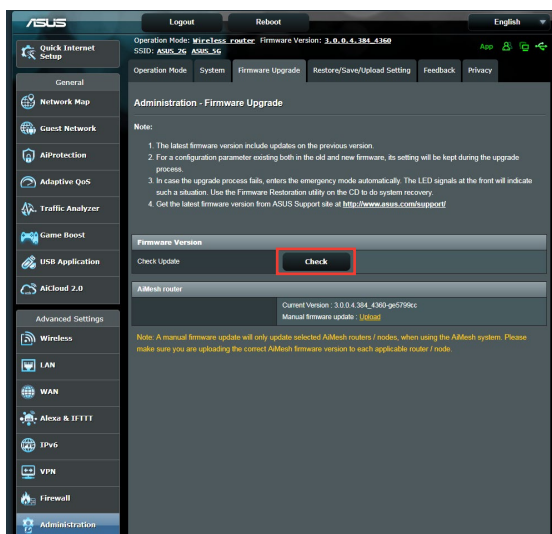 ASUS
Logout
Reboot
English
Quick Internet
Setup
Operation Mode: Wireless router Firmware Version: 3.0.0.4.384_4360
SSID: ASUS_2G ASUS_5G
App
Operation Mode System Firmware Upgrade Restore/Save/Upload Setting Feedback Privacy
General
Network Map
Guest Network
AiProtection
Adaptive QoS
Traffic Analyzer
Game Boost
USB Application
AiCloud 2.0
Advanced Settings
Wireless
LAN
WAN
Alexa & IFTTT
IPv6
VPN
Firewall
Administration
Administration - Firmware Upgrade
Note:
1. The latest firmware version include updates on the previous version.
2. For a configuration parameter existing both in the old and new firmware, its setting will be kept during the upgrade
process.
3. In case the upgrade process fails, enters the emergency mode automatically. The LED signals at the front will indicate
such a situation. Use the Firmware Restoration utility on the CD to do system recovery.
4. Get the latest firmware version from ASUS Support site at http://www.asus.com/support/
Firmware Version
Check Update
Check
AiMesh router
Current Version : 3.0.0.4.384_4360-ge5799cc
Manual firmware update : Upload
Note: A manual firmware update will only update selected AiMesh routers / nodes, when using the AiMesh system. Please
make sure you are uploading the correct AiMesh firmware version to each applicable router / node.